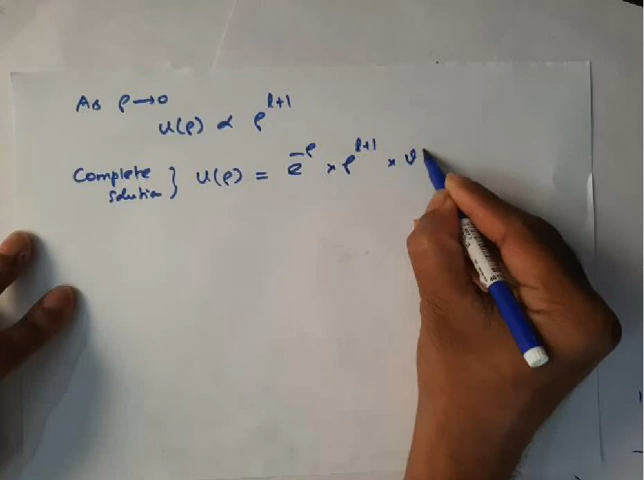 As ρ→0
u(ρ) ∝ ρ^{l+1}
Complete solution } u(ρ) = e^{-ρ} × ρ^{l+1} × v